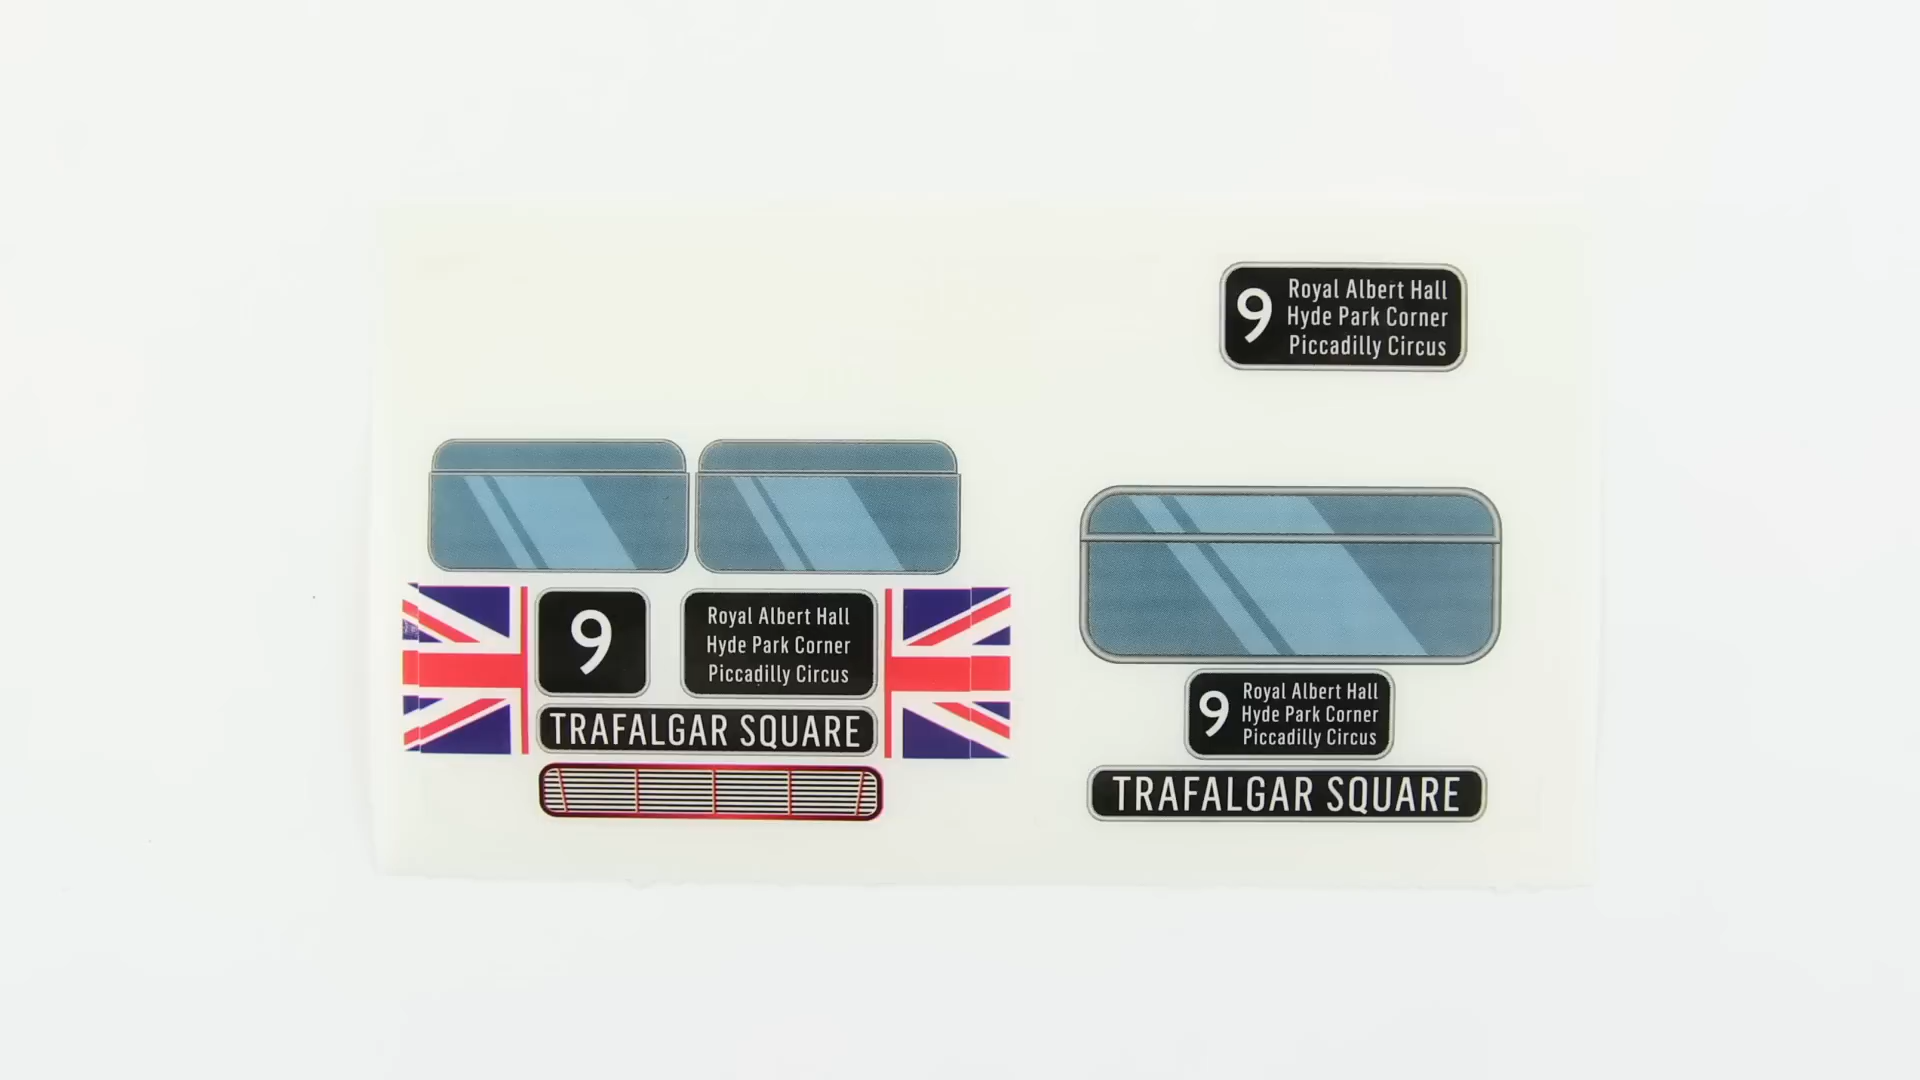 9
Royal Albert Hall
Hyde Park Corner
Piccadilly Circus
9
Royal Albert Hall
Hyde Park Corner
Piccadilly Circus
TRAFALGAR SQUARE
9
Royal Albert Hall
Hyde Park Corner
Piccadilly Circus
TRAFALGAR SQUARE